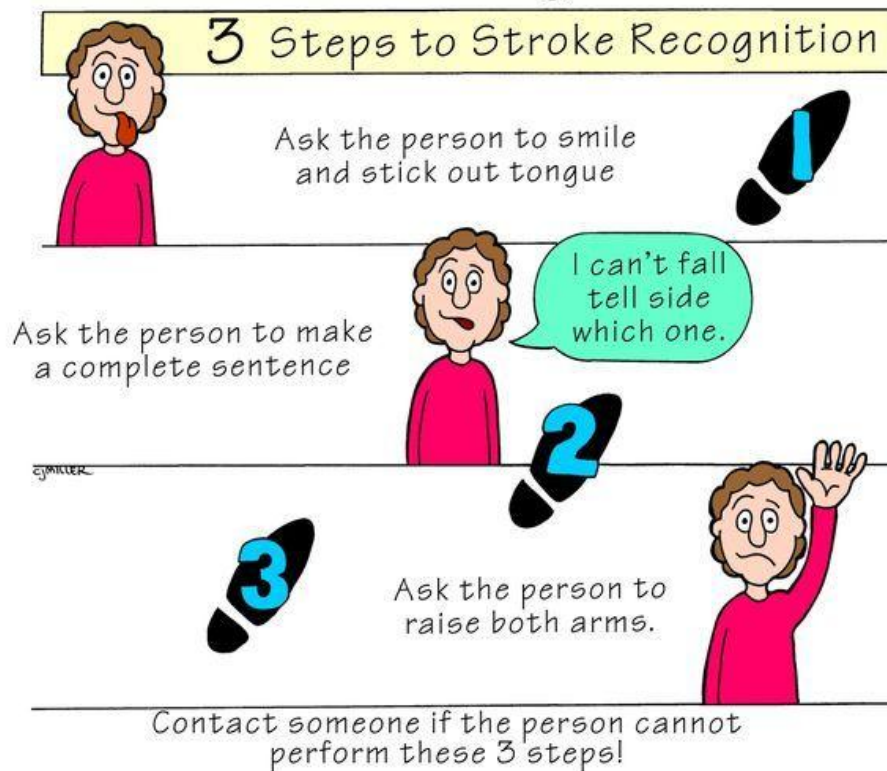 3 Steps to Stroke Recognition
Ask the person to smile
and stick out tongue
1
Ask the person to make
a complete sentence
I can't fall
tell side
which one.
2
CJMILLER
3
Ask the person to
raise both arms.
Contact someone if the person cannot
perform these 3 steps!